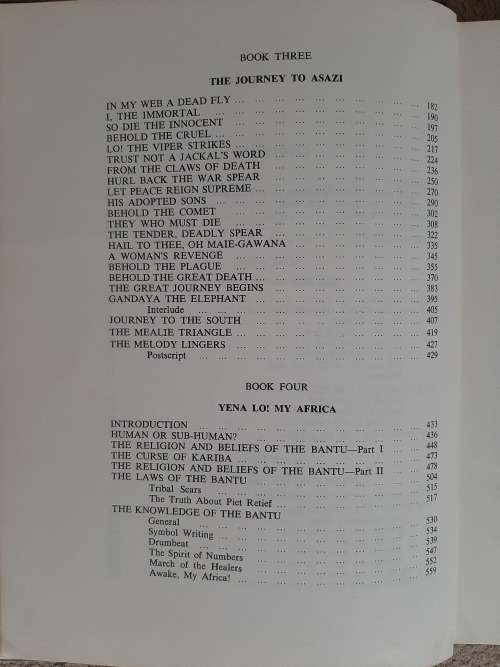 BOOK THREE
THE JOURNEY TO ASAZI
IN MY WEB A DEAD FLY ... ... ... ... ... ... ... ... ... ... 182
I, THE IMMORTAL ... ... ... ... ... ... ... ... ... ... ... 190
SO DIE THE INNOCENT ... ... ... ... ... ... ... ... ... ... 197
BEHOLD THE CRUEL ... ... ... ... ... ... ... ... ... ... 205
LO! THE VIPER STRIKES ... ... ... ... ... ... ... ... ... ... 217
TRUST NOT A JACKAL'S WORD ... ... ... ... ... ... ... ... 224
FROM THE CLAWS OF DEATH ... ... ... ... ... ... ... ... 236
HURL BACK THE WAR SPEAR ... ... ... ... ... ... ... ... 250
LET PEACE REIGN SUPREME ... ... ... ... ... ... ... ... ... 270
HIS ADOPTED SONS ... ... ... ... ... ... ... ... ... ... ... 290
BEHOLD THE COMET ... ... ... ... ... ... ... ... ... 302
THEY WHO MUST DIE ... ... ... ... ... ... ... ... ... 308
THE TENDER, DEADLY SPEAR ... ... ... ... ... ... ... ... 322
HAIL TO THEE, OH MAIE-GAWANA ... ... ... ... ... ... ... 335
A WOMAN'S REVENGE ... ... ... ... ... ... ... ... ... 345
BEHOLD THE PLAGUE ... ... ... ... ... ... ... ... ... 355
BEHOLD THE GREAT DEATH ... ... ... ... ... ... ... ... ... 370
THE GREAT JOURNEY BEGINS ... ... ... ... ... ... ... ... 383
GANDAYA THE ELEPHANT ... ... ... ... ... ... ... ... ... 395
Interlude ... ... ... ... ... ... ... ... ... ... ... 405
JOURNEY TO THE SOUTH ... ... ... ... ... ... ... ... ... 407
THE MEALIE TRIANGLE ... ... ... ... ... ... ... ... ... ... 419
THE MELODY LINGERS ... ... ... ... ... ... ... ... ... 427
Postscript ... ... ... ... ... ... ... ... ... ... ... 429
BOOK FOUR
YENA LO! MY AFRICA
INTRODUCTION ... ... ... ... ... ... ... ... ... ... ... 433
HUMAN OR SUB-HUMAN? ... ... ... ... ... ... ... ... ... 436
THE RELIGION AND BELIEFS OF THE BANTU—Part I ... ... 448
THE CURSE OF KARIBA ... ... ... ... ... ... ... ... ... ... 473
THE RELIGION AND BELIEFS OF THE BANTU—Part II ... ... 478
THE LAWS OF THE BANTU ... ... ... ... ... ... ... ... 504
Tribal Scars ... ... ... ... ... ... ... ... ... ... ... 515
The Truth About Piet Retief ... ... ... ... ... ... ... ... 517
THE KNOWLEDGE OF THE BANTU
General ... ... ... ... ... ... ... ... ... ... ... 530
Symbol Writing ... ... ... ... ... ... ... ... ... ... 534
Drumbeat ... ... ... ... ... ... ... ... ... ... ... 539
The Spirit of Numbers ... ... ... ... ... ... ... ... ... 547
March of the Healers ... ... ... ... ... ... ... ... ... 552
Awake, My Africa! ... ... ... ... ... ... ... ... ... ... 559